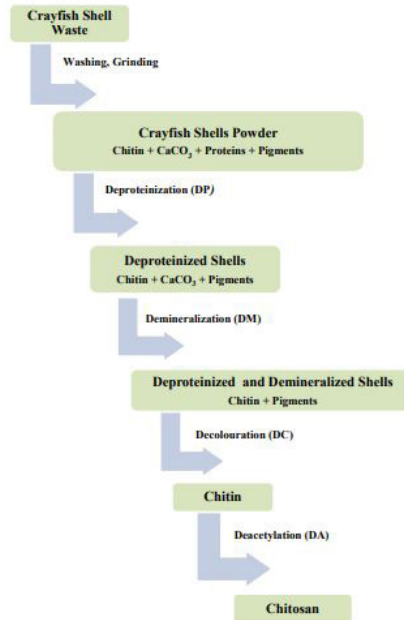 Crayfish Shell
Waste
Washing, Grinding
Crayfish Shells Powder
Chitin + CaCO₃ + Proteins + Pigments
Deproteinization (DP)
Deproteinized Shells
Chitin + CaCO₃ + Pigments
Demineralization (DM)
Deproteinized and Demineralized Shells
Chitin + Pigments
Decolouration (DC)
Chitin
Deacetylation (DA)
Chitosan